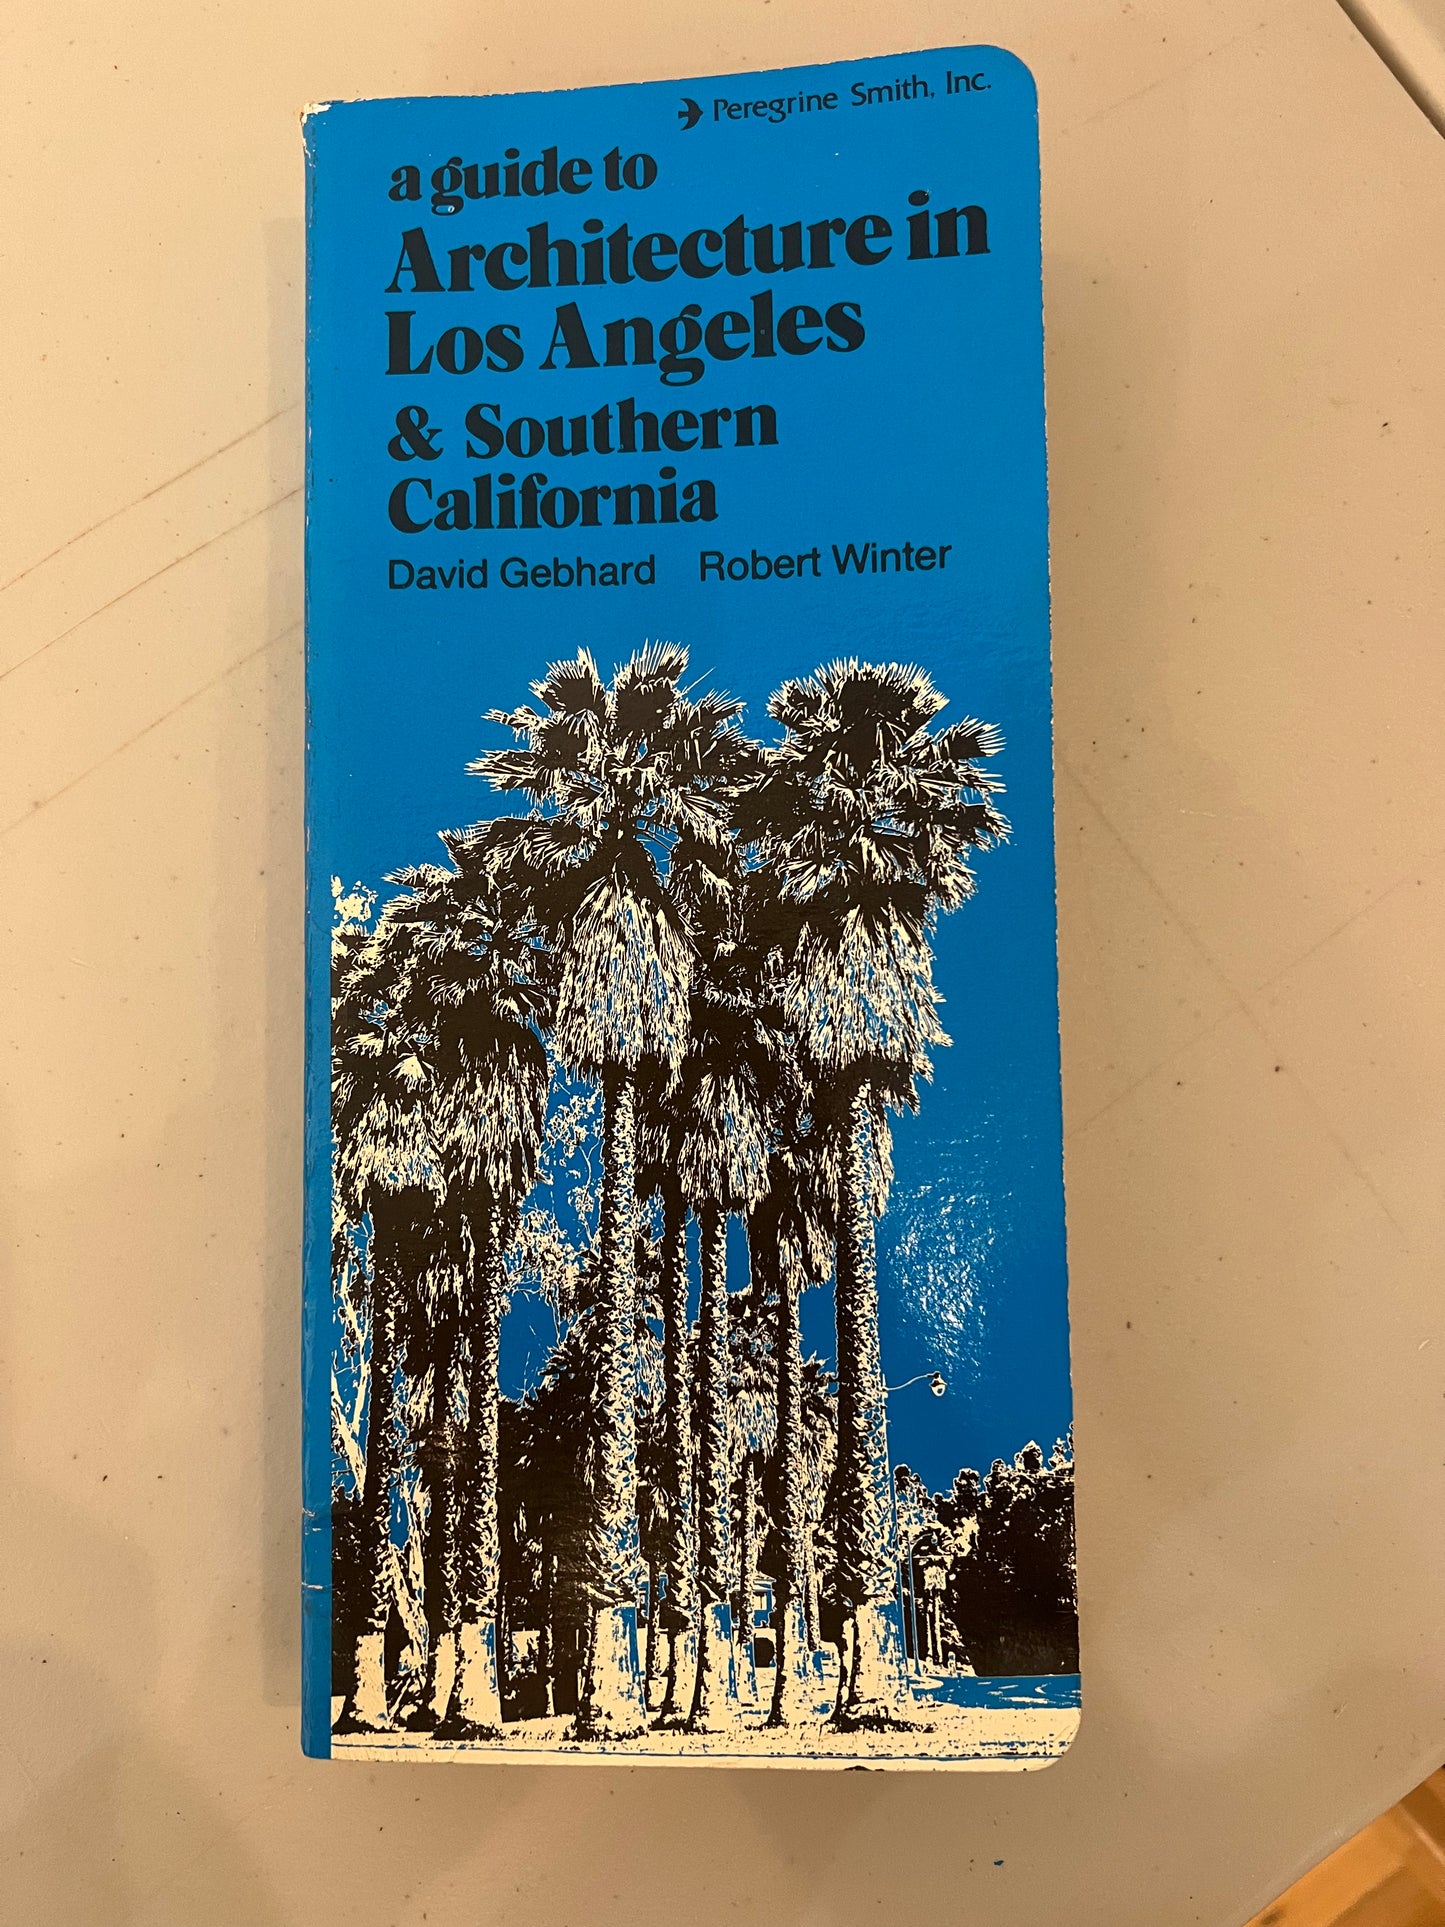 Peregrine Smith, Inc.
a guide to
Architecture in
Los Angeles
& Southern
California
David Gebhard Robert Winter